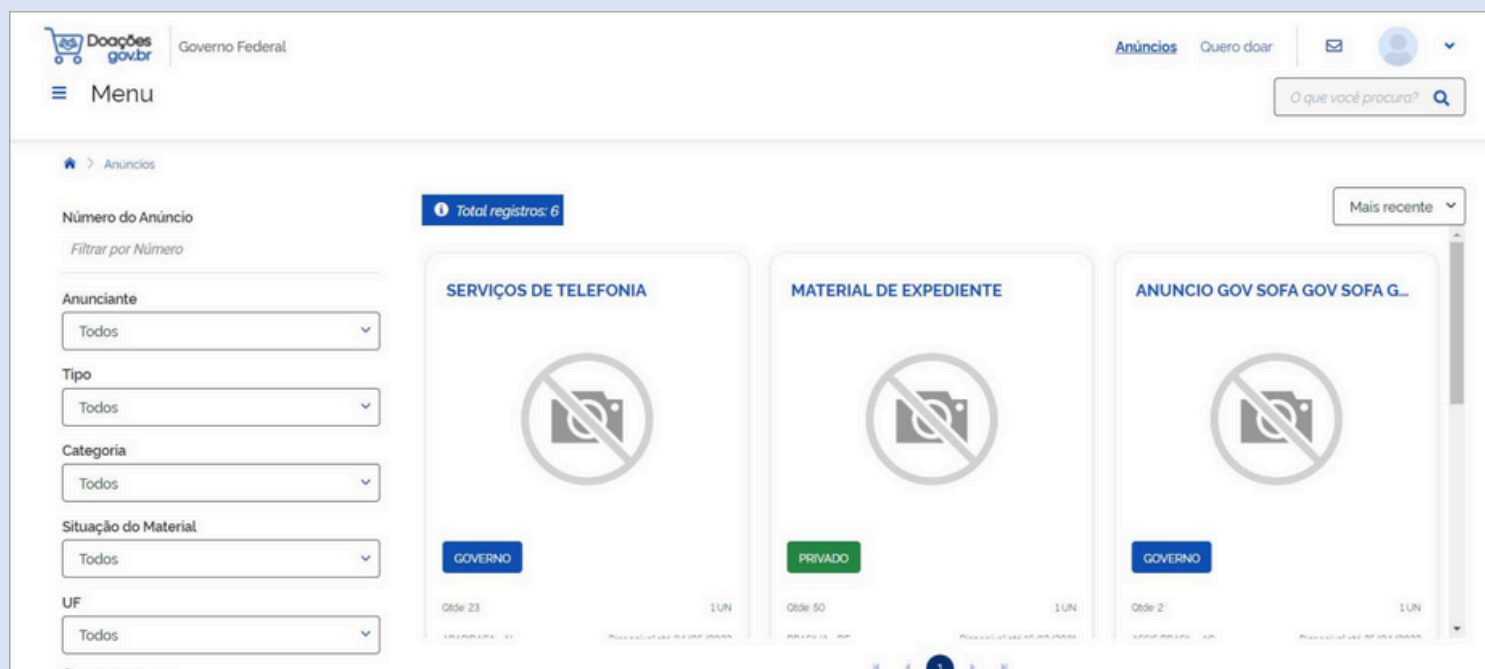 Doações
gov.br
Governo Federal
Anúncios
Quero doar
Menu
O que você procura?
Anúncios
Número do Anúncio
Filtrar por Número
Anunciante
Todos
Tipo
Todos
Categoria
Todos
Situação do Material
Todos
UF
Todos
Total registros: 6
Mais recente
SERVIÇOS DE TELEFONIA
GOVERNO
Qtde: 23
1 UN
MATERIAL DE EXPEDIENTE
PRIVADO
Qtde: 50
1 UN
ANUNCIO GOV SOFA GOV SOFA G...
GOVERNO
Qtde: 2
1 UN
1